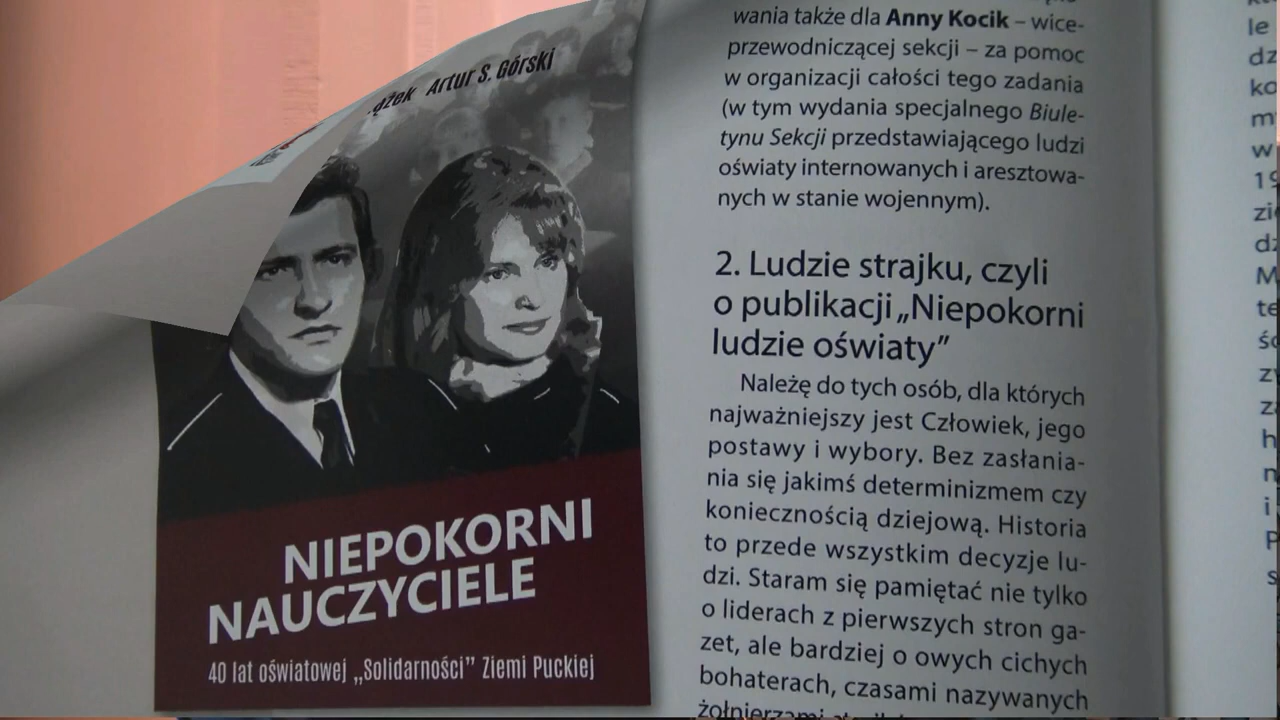 Artur S. Górski
NIEPOKORNI
NAUCZYCIELE
40 lat oświatowej „Solidarności” Ziemi Puckiej
wania także dla Anny Kocik – wice-
przewodniczącej sekcji – za pomoc
w organizacji całości tego zadania
(w tym wydania specjalnego Biule-
tynu Sekcji przedstawiającego ludzi
oświaty internowanych i aresztowa-
nych w stanie wojennym).
2. Ludzie strajku, czyli
o publikacji „Niepokorni
ludzie oświaty”
Należę do tych osób, dla których
najważniejszy jest Człowiek, jego
postawy i wybory. Bez zasłania-
nia się jakimś determinizmem czy
koniecznością dziejową. Historia
to przede wszystkim decyzje lu-
dzi. Staram się pamiętać nie tylko
o liderach z pierwszych stron ga-
zet, ale bardziej o owych cichych
bohaterach, czasami nazywanych
żołnierzami